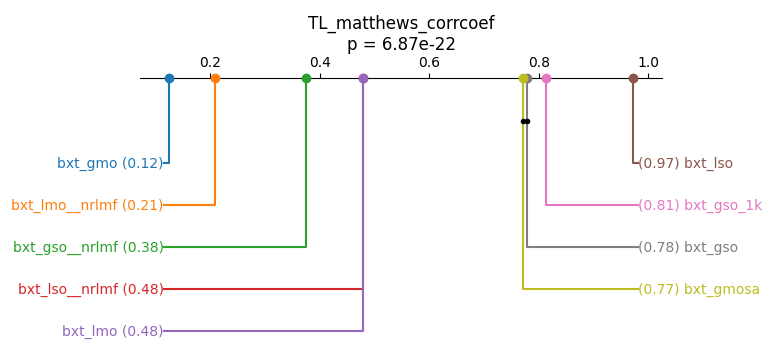 TL_matthews_corrcoef
p = 6.87e-22
0.2 0.4 0.6 0.8 1.0
bxt_gmo (0.12) (0.97) bxt_lso
bxt_lmo__nrlmf (0.21) (0.81) bxt_gso_1k
bxt_gso__nrlmf (0.38) (0.78) bxt_gso
bxt_lso__nrlmf (0.48) (0.77) bxt_gmosa
bxt_lmo (0.48)